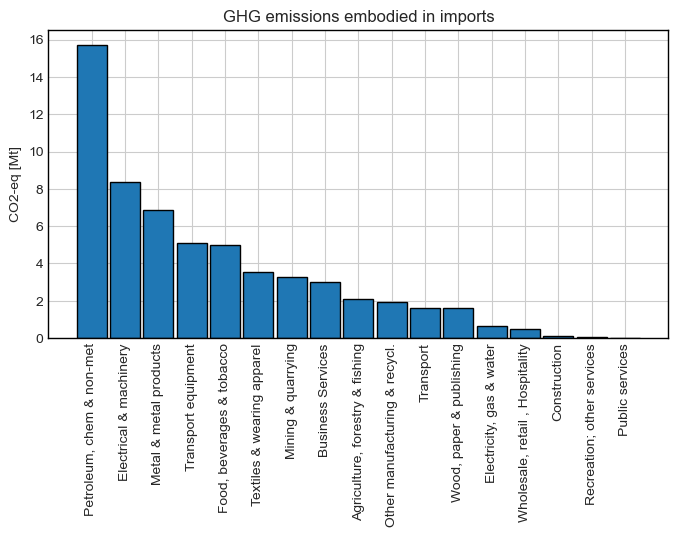 GHG emissions embodied in imports
CO2-eq [Mt]
16
14
12
10
8
6
4
2
0
Petroleum, chem & non-met
Electrical & machinery
Metal & metal products
Transport equipment
Food, beverages & tobacco
Textiles & wearing apparel
Mining & quarrying
Business Services
Agriculture, forestry & fishing
Other manufacturing & recycl.
Transport
Wood, paper & publishing
Electricity, gas & water
Wholesale, retail , Hospitality
Construction
Recreation; other services
Public services